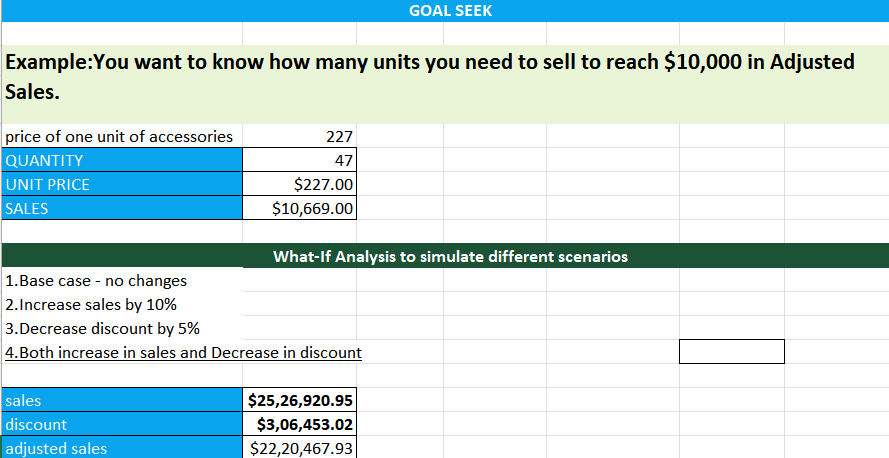 GOAL SEEK
Example:You want to know how many units you need to sell to reach $10,000 in Adjusted
Sales.
price of one unit of accessories 227
QUANTITY 47
UNIT PRICE $227.00
SALES $10,669.00
What-If Analysis to simulate different scenarios
1.Base case - no changes
2.Increase sales by 10%
3.Decrease discount by 5%
4.Both increase in sales and Decrease in discount
sales $25,26,920.95
discount $3,06,453.02
adjusted sales $22,20,467.93